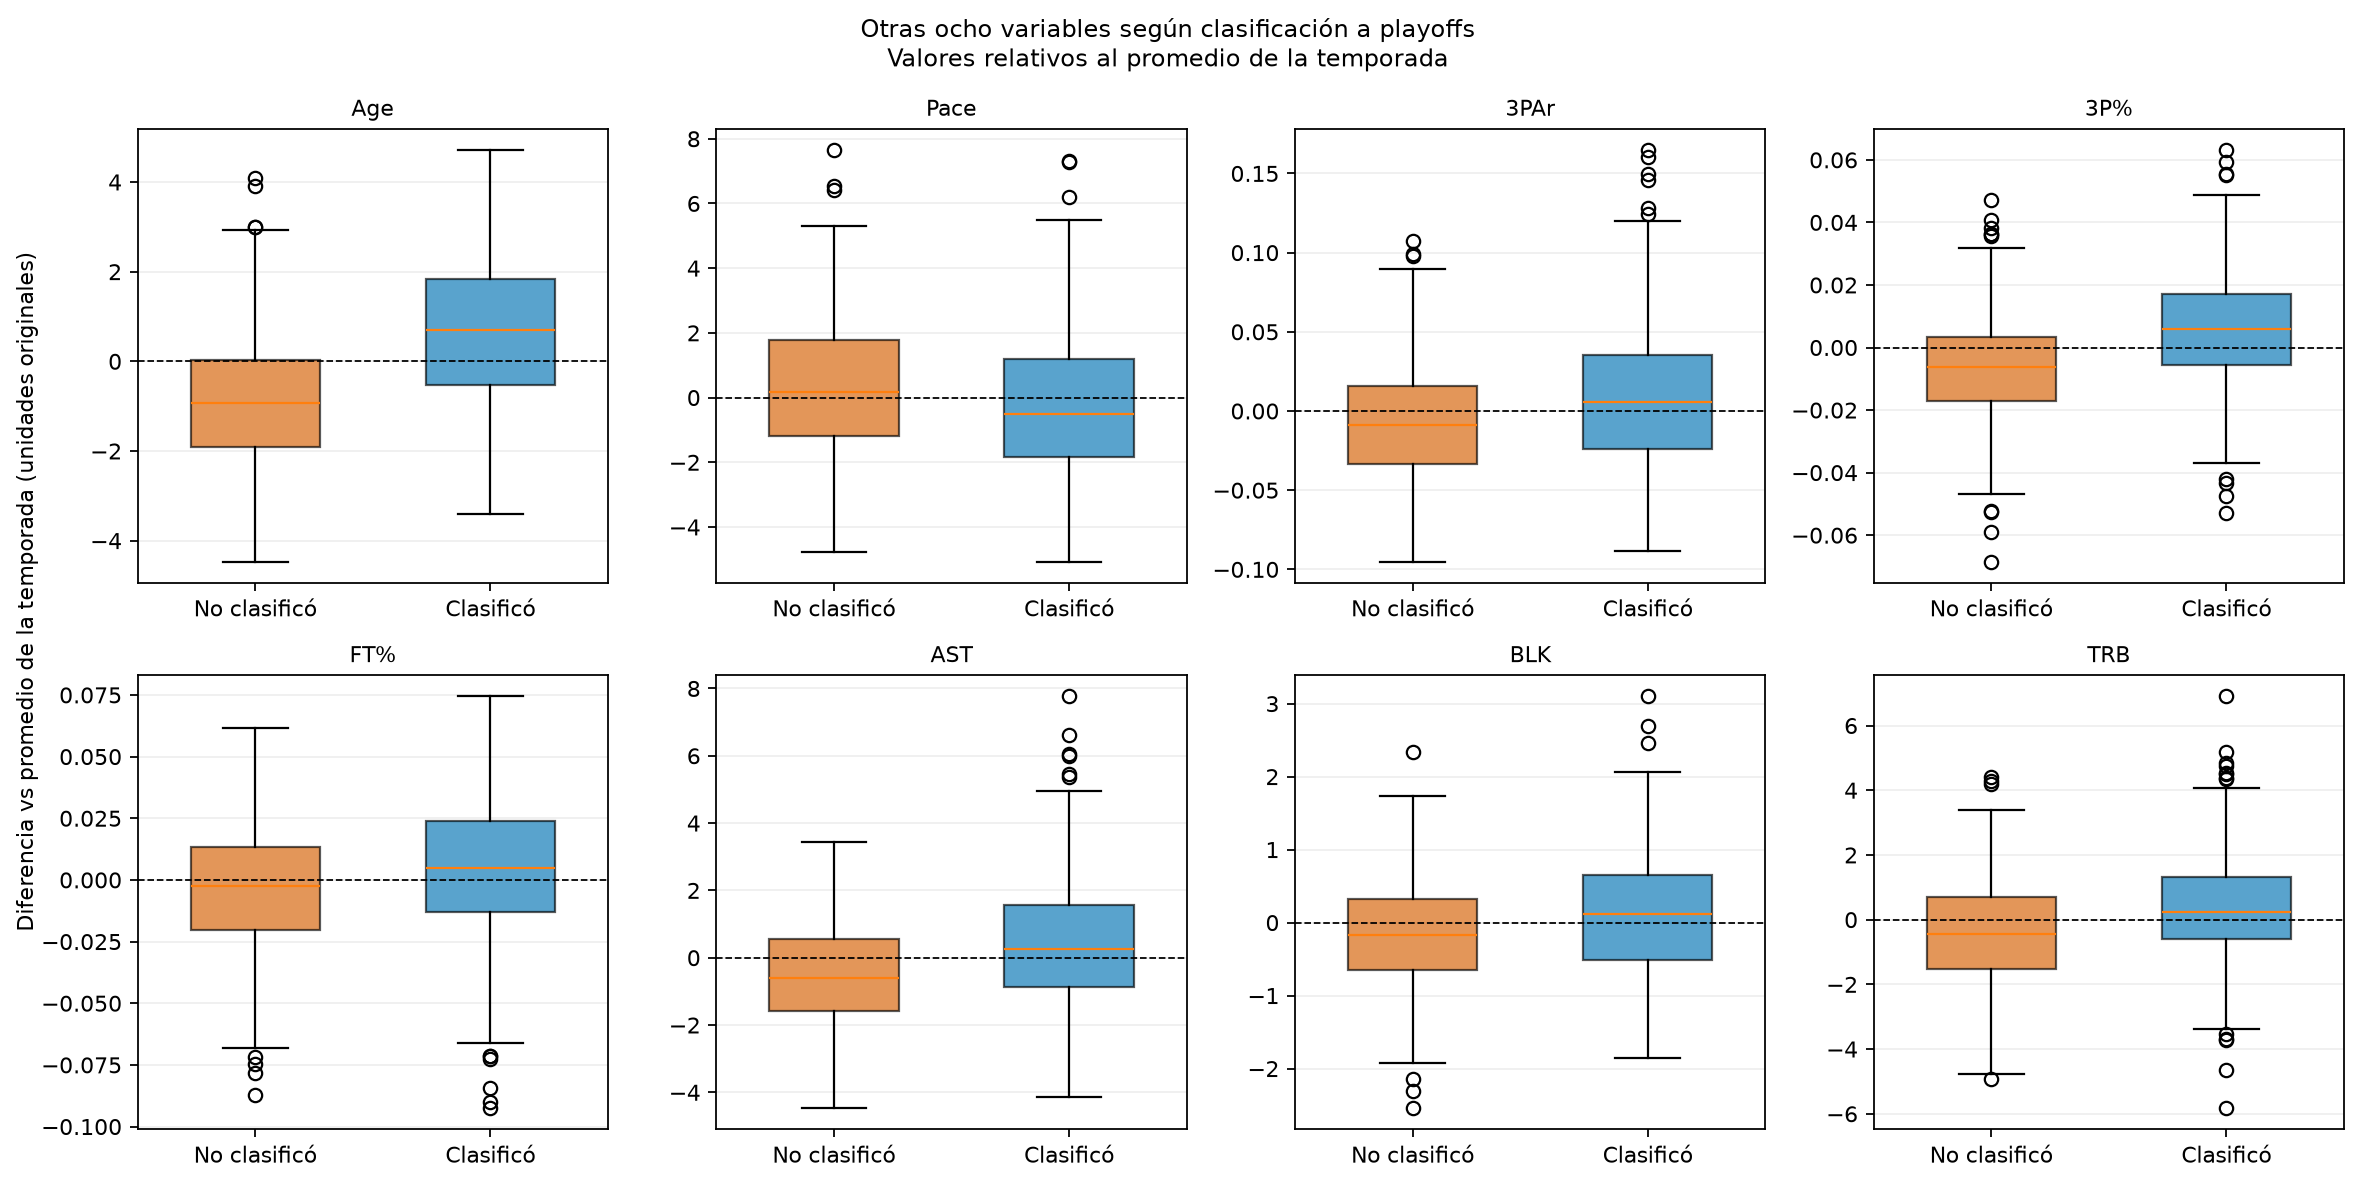 Otras ocho variables según clasificación a playoffs
Valores relativos al promedio de la temporada
Diferencia vs promedio de la temporada (unidades originales)
Age
4
2
0
−2
−4
No clasificó
Clasificó
Pace
8
6
4
2
0
−2
−4
No clasificó
Clasificó
3PAr
0.15
0.10
0.05
0.00
−0.05
−0.10
No clasificó
Clasificó
3P%
0.06
0.04
0.02
0.00
−0.02
−0.04
−0.06
No clasificó
Clasificó
FT%
0.075
0.050
0.025
0.000
−0.025
−0.050
−0.075
−0.100
No clasificó
Clasificó
AST
8
6
4
2
0
−2
−4
No clasificó
Clasificó
BLK
3
2
1
0
−1
−2
No clasificó
Clasificó
TRB
6
4
2
0
−2
−4
−6
No clasificó
Clasificó